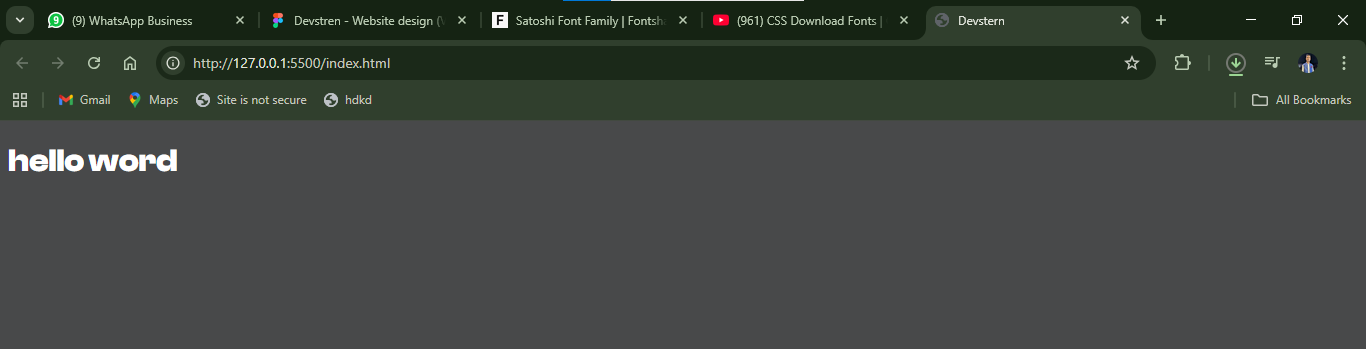 9 (9) WhatsApp Business
Devstren - Website design (
F Satoshi Font Family | Fontsh
(961) CSS Download Fonts |
Devstern
http://127.0.0.1:5500/index.html
Gmail
Maps
Site is not secure
hdkd
All Bookmarks
hello word